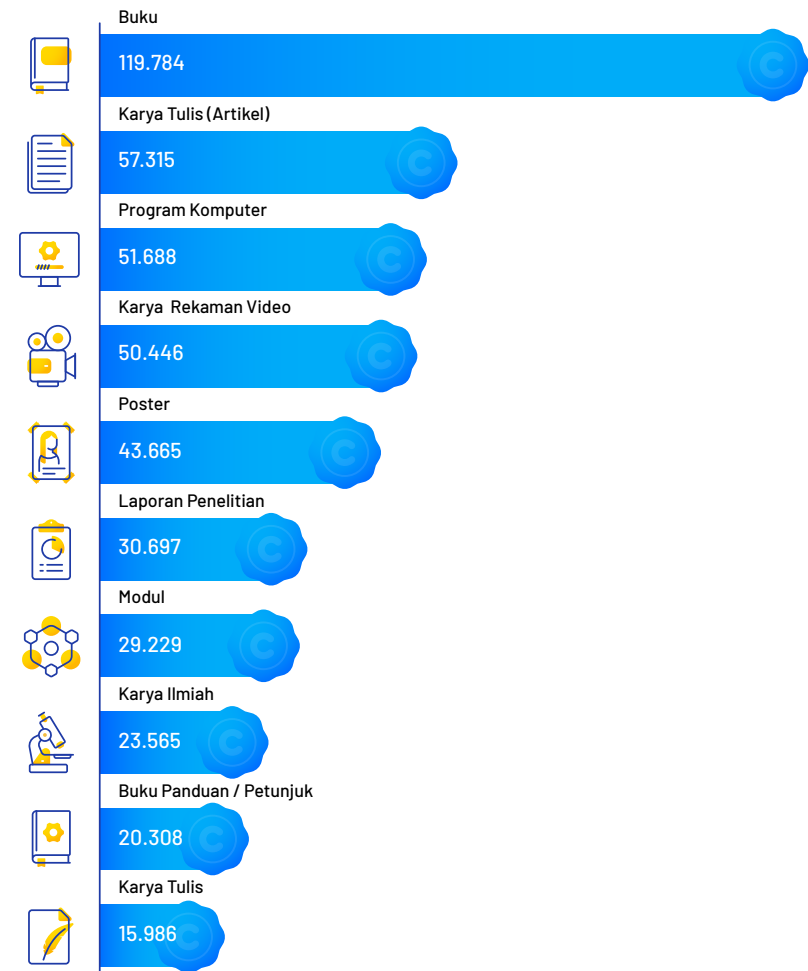 Buku
119.784
Karya Tulis (Artikel)
57.315
Program Komputer
51.688
Karya Rekaman Video
50.446
Poster
43.665
Laporan Penelitian
30.697
Modul
29.229
Karya Ilmiah
23.565
Buku Panduan / Petunjuk
20.308
Karya Tulis
15.986